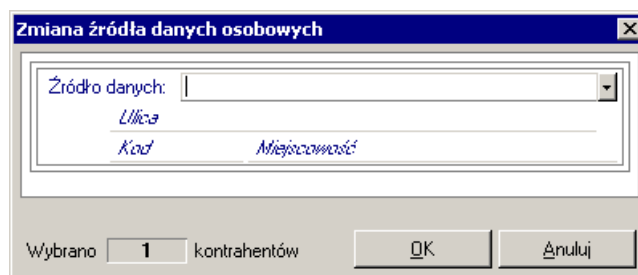 Zmiana źródła danych osobowych
Źródło danych:
Ulica
Kod Miejscowość
Wybrano 1 kontrahentów OK Anuluj